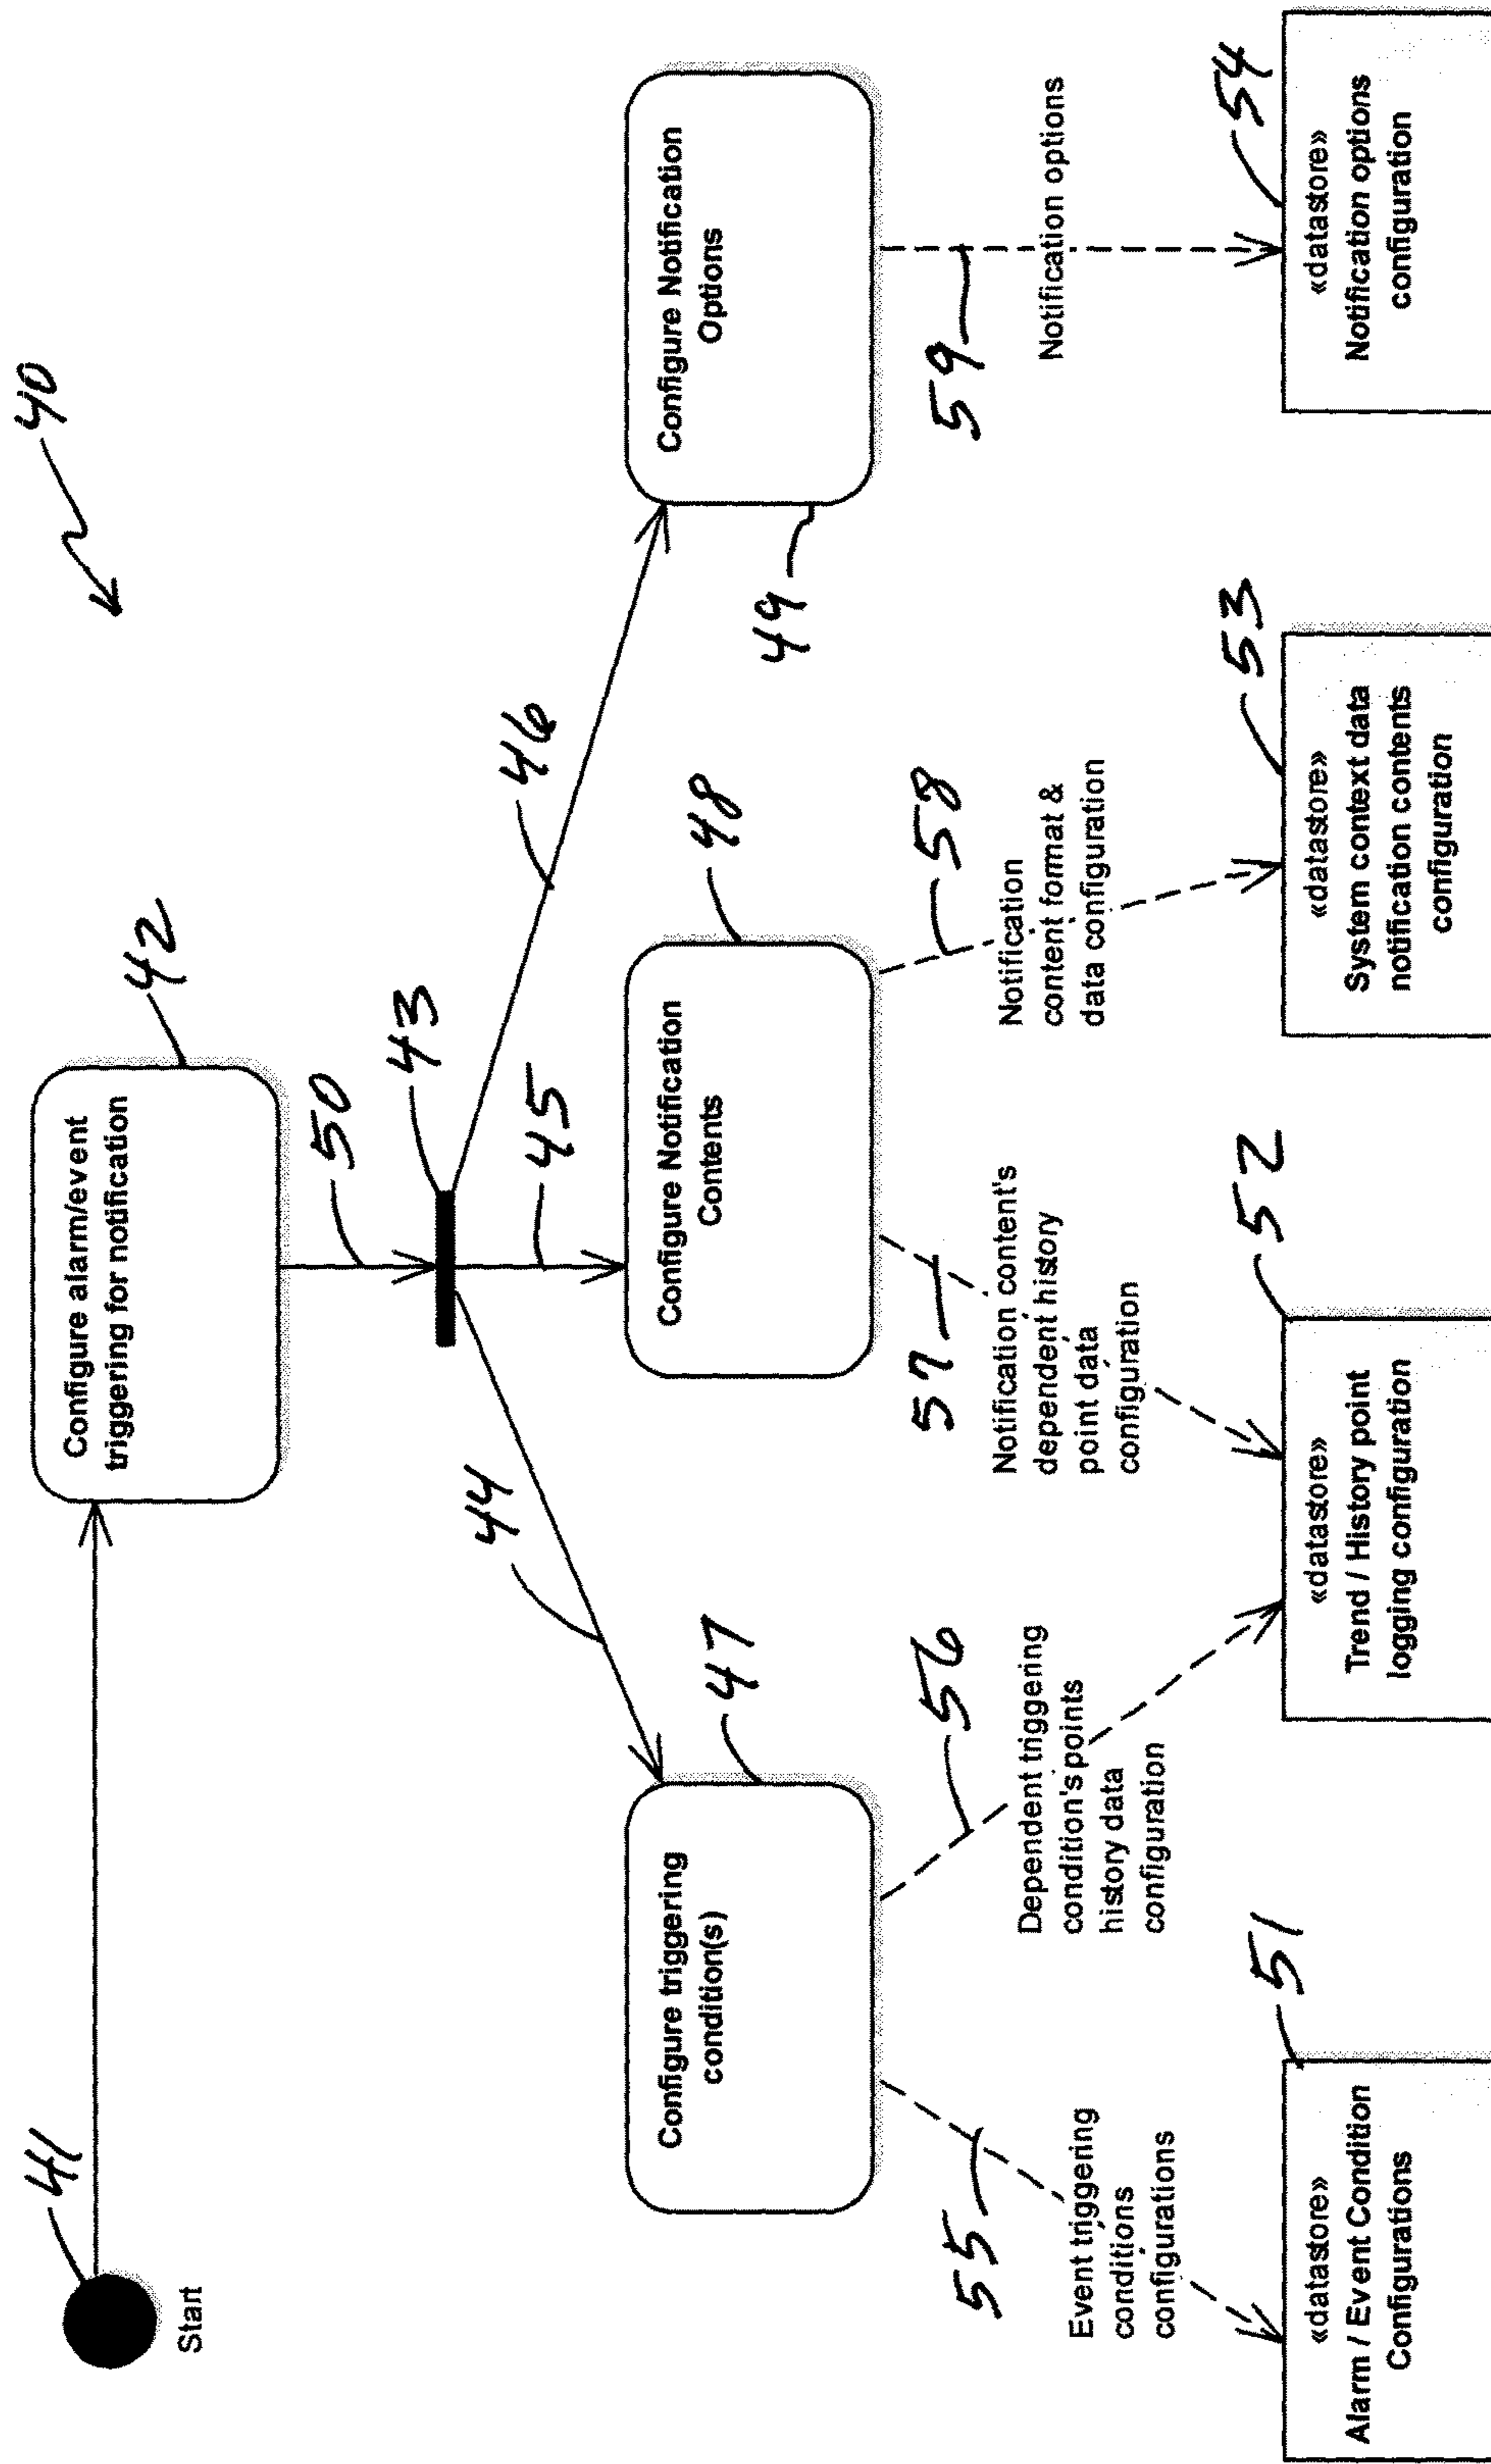 40
41
Start
Configure alarm/event
triggering for notification
42
50
43
44
45
46
Configure triggering
condition(s)
47
Configure Notification
Contents
48
Configure Notification
Options
49
55
Event triggering
conditions
configurations
56
Dependent triggering
condition's points
history data
configuration
57
Notification content's
dependent history
point data
configuration
58
Notification
content format &
data configuration
59
Notification options
51
«datastore»
Alarm / Event Condition
Configurations
52
«datastore»
Trend / History point
logging configuration
53
«datastore»
System context data
notification contents
configuration
54
«datastore»
Notification options
configuration